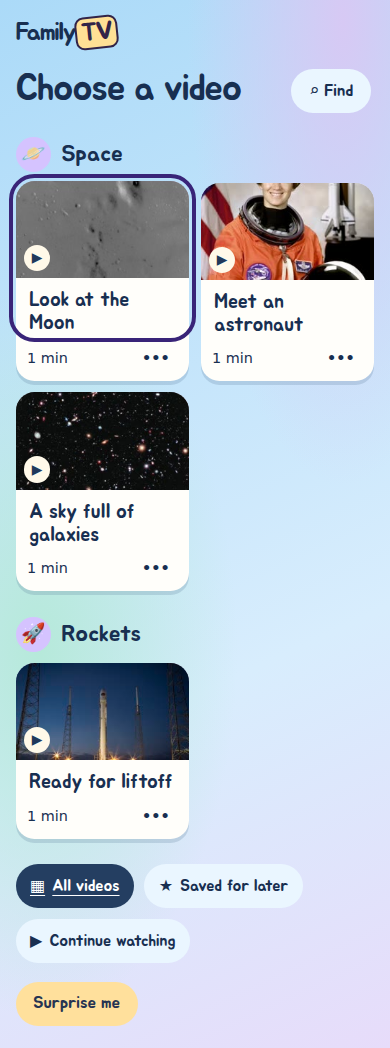 Family TV
Choose a video
Find
Space
Look at the
Moon
1 min
Meet an
astronaut
1 min
A sky full of
galaxies
1 min
Rockets
Ready for liftoff
1 min
All videos
Saved for later
Continue watching
Surprise me